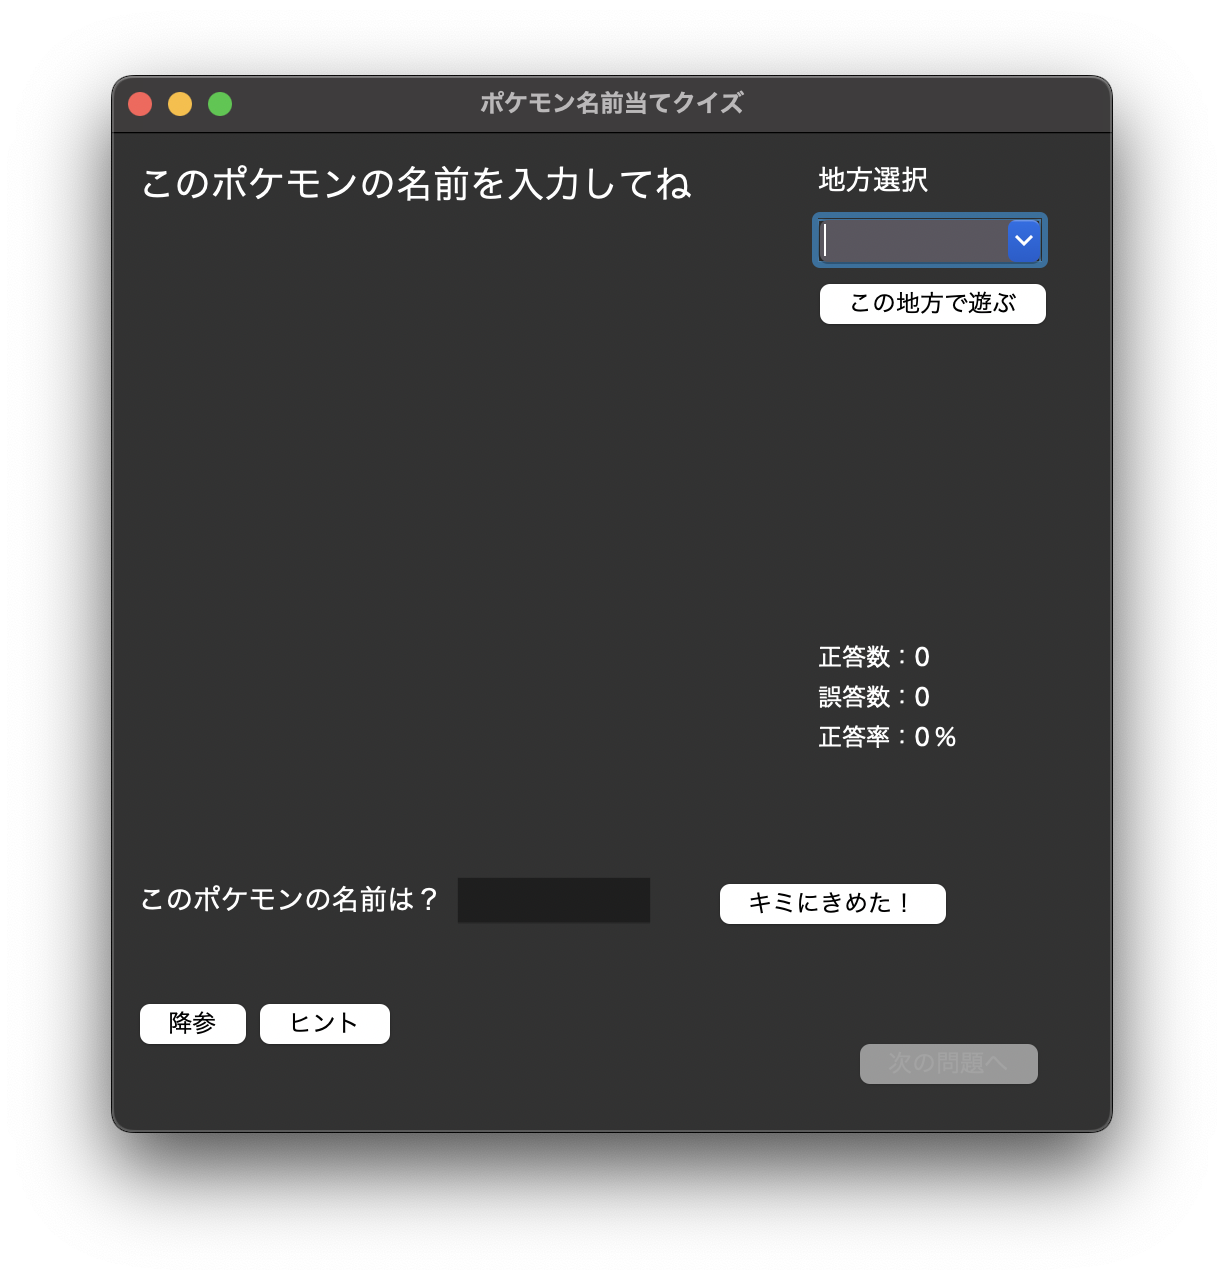 ポケモン名前当てクイズ
このポケモンの名前を入力してね
地方選択
この地方で遊ぶ
正答数：0
誤答数：0
正答率：0％
このポケモンの名前は？
キミにきめた！
降参
ヒント
次の問題へ